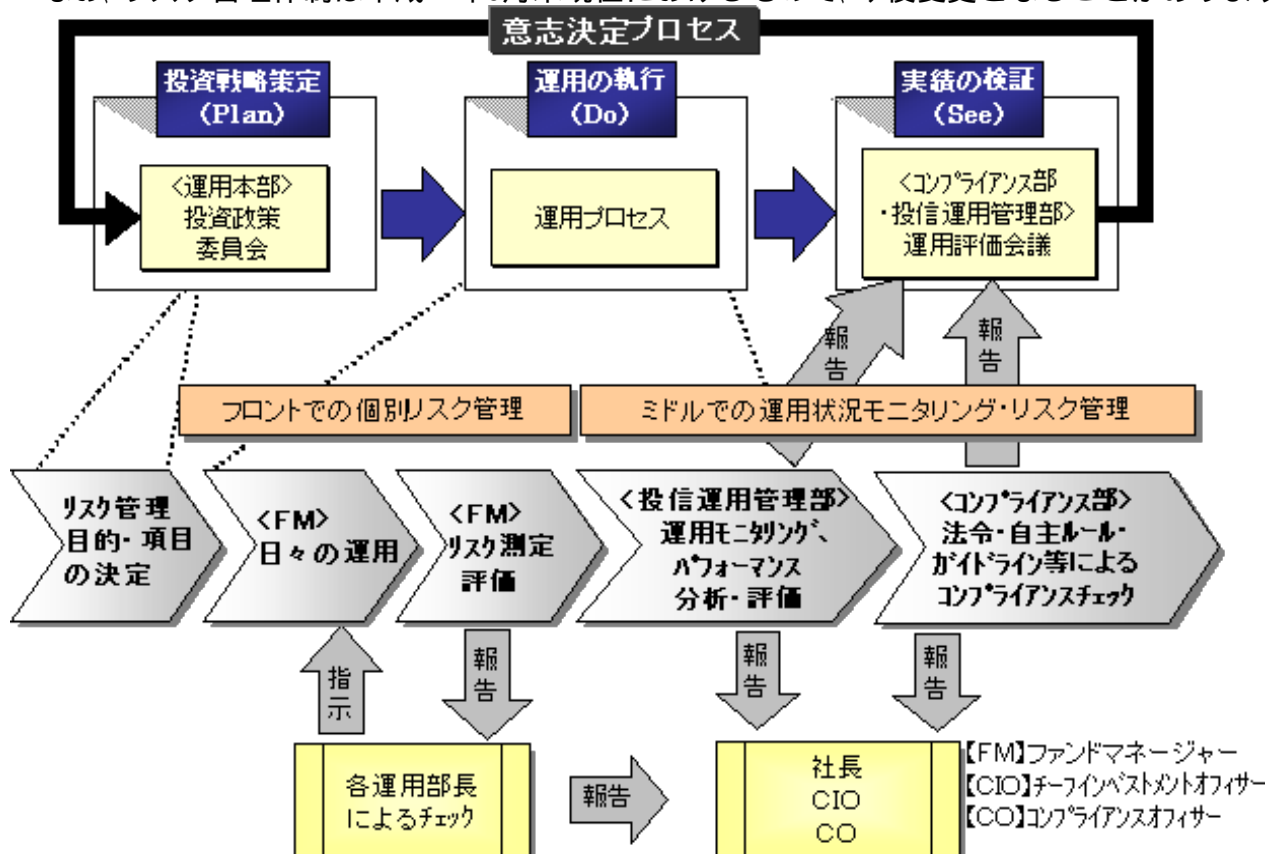 意志決定プロセス
投資戦略策定
(Plan)
運用の執行
(Do)
実績の検証
(See)
<運用本部>
投資政策
委員会
運用プロセス
<コンプライアンス部
・投信運用管理部>
運用評価会議
報告
報告
フロントでの個別リスク管理
ミドルでの運用状況モニタリング・リスク管理
リスク管理
目的・項目
の決定
<FM>
日々の運用
<FM>
リスク測定
評価
<投信運用管理部>
運用モニタリング、
パフォーマンス
分析・評価
<コンプライアンス部>
法令・自主ルール・
ガイドライン等による
コンプライアンスチェック
指示
報告
報告
報告
各運用部長
によるチェック
報告
社長
CIO
CO
【FM】ファンドマネージャー
【CIO】チーフインベストメントオフィサー
【CO】コンプライアンスオフィサー